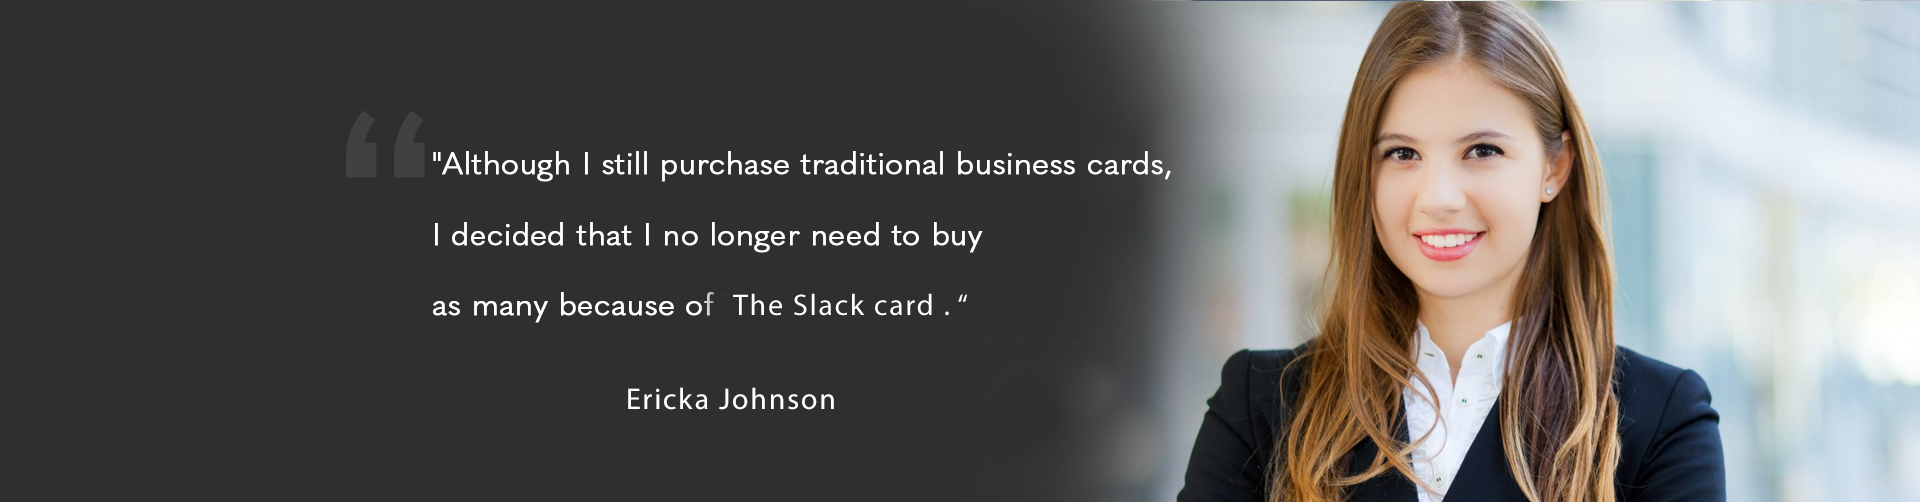 "Although I still purchase traditional business cards,
I decided that I no longer need to buy
as many because of The Slack card . “
Ericka Johnson